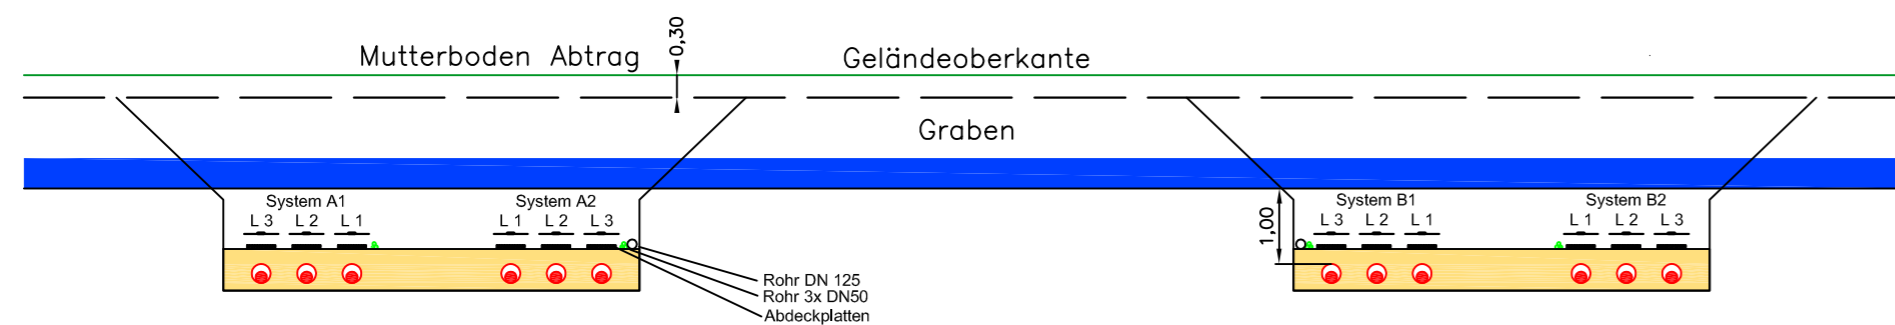 Mutterboden Abtrag
0,30
Geländeoberkante
Graben
System A1
L 3 L 2 L 1
System A2
L 1 L 2 L 3
1,00
System B1
L 3 L 2 L 1
System B2
L 1 L 2 L 3
Rohr DN 125
Rohr 3x DN50
Abdeckplatten